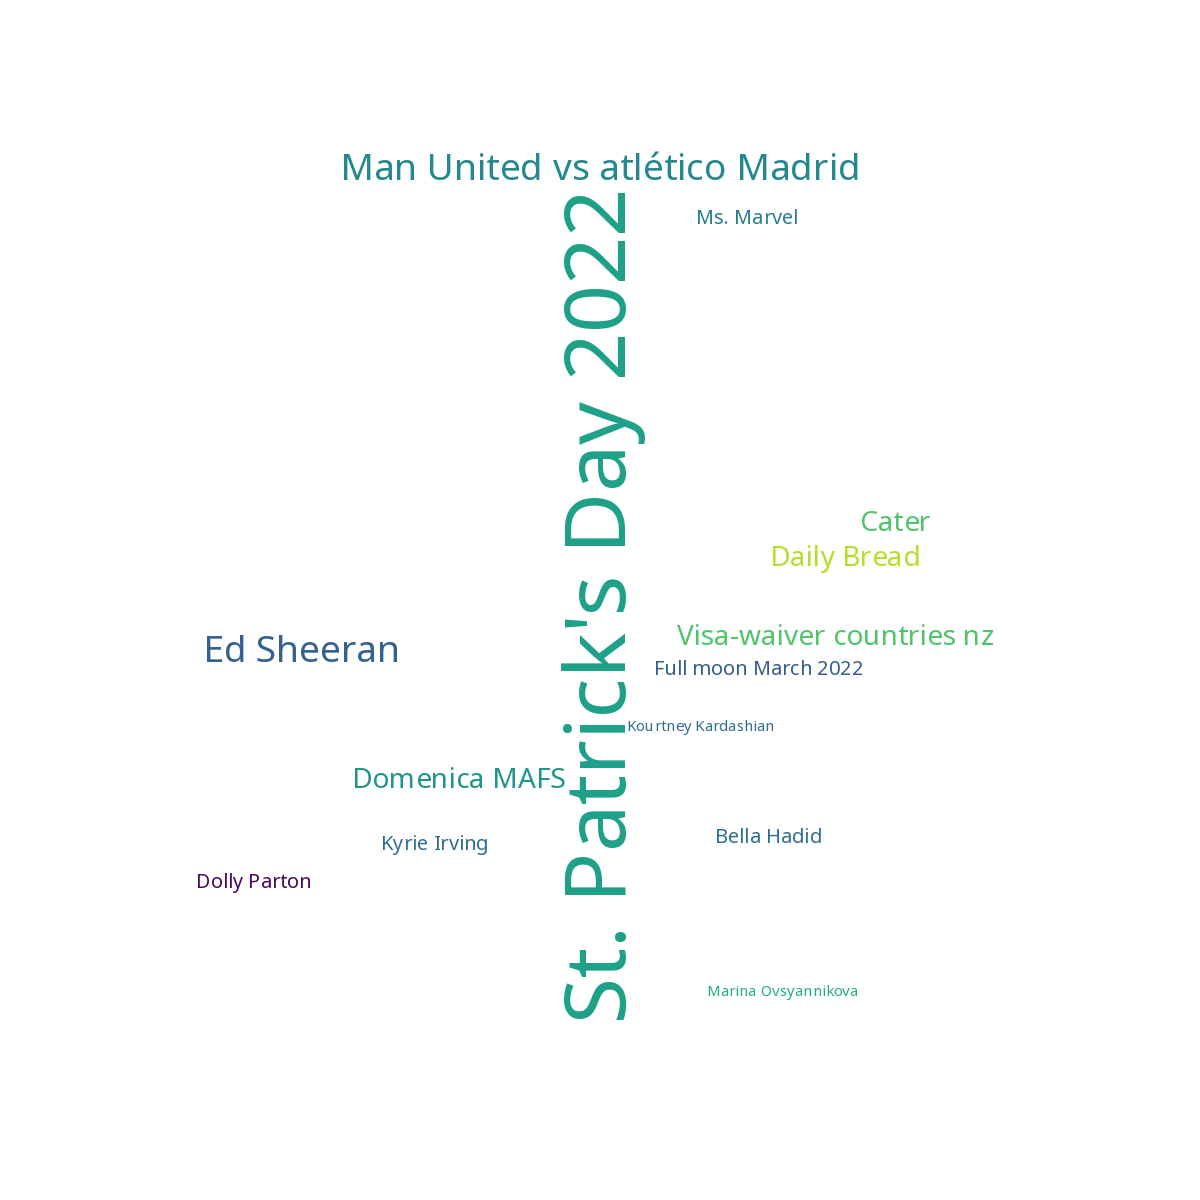 Man United vs atlético Madrid
St. Patrick's Day 2022
Ms. Marvel
Cater
Daily Bread
Visa-waiver countries nz
Ed Sheeran
Full moon March 2022
Kourtney Kardashian
Domenica MAFS
Bella Hadid
Kyrie Irving
Dolly Parton
Marina Ovsyannikova